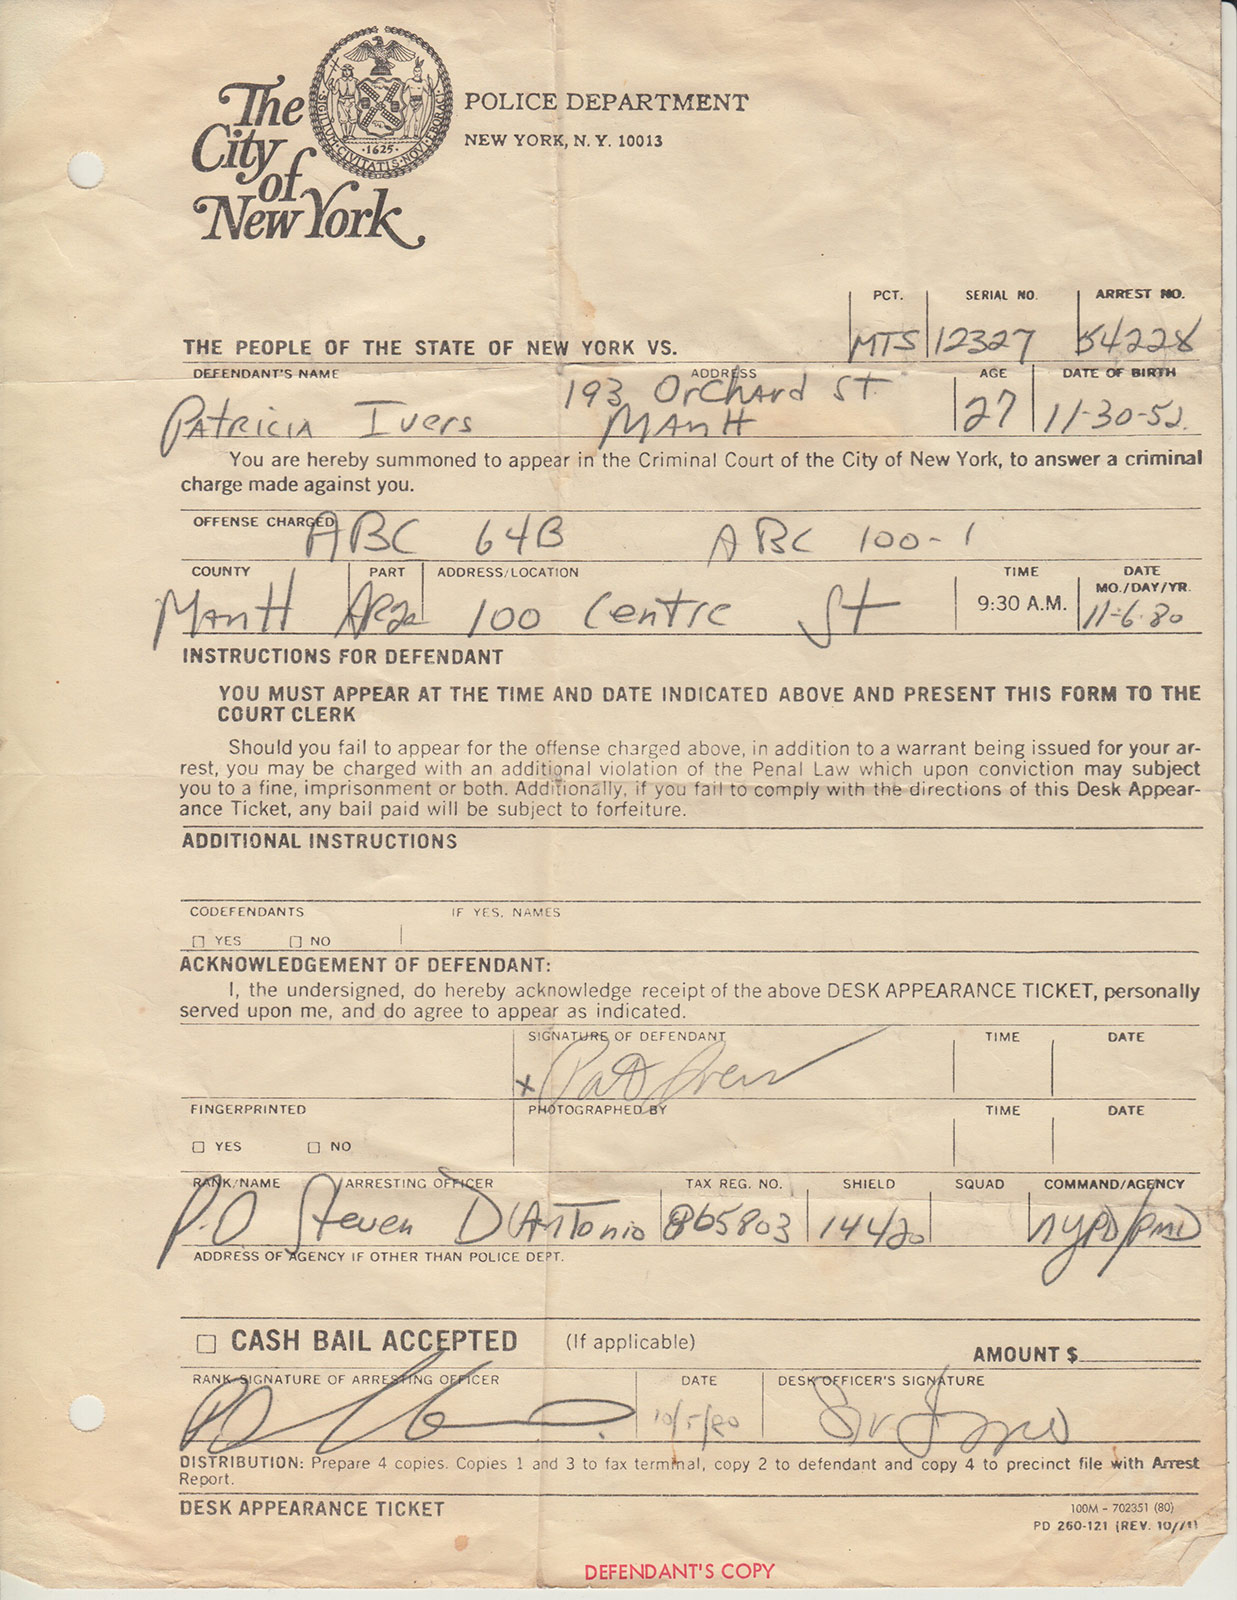 The
City
of
New York
SIGILLVM · CIVITATIS · NOVI · EBORACI
· 1625 ·
POLICE DEPARTMENT
NEW YORK, N. Y. 10013
PCT. SERIAL NO. ARREST NO.
MTS 12327 54228
THE PEOPLE OF THE STATE OF NEW YORK VS.
DEFENDANT'S NAME ADDRESS AGE DATE OF BIRTH
Patricia Ivers 193 Orchard St 27 11-30-52
Manh
You are hereby summoned to appear in the Criminal Court of the City of New York, to answer a criminal
charge made against you.
OFFENSE CHARGED
ABC 64B ABC 100-1
COUNTY PART ADDRESS/LOCATION TIME DATE
MO./DAY/YR.
Manh 100 Centre St 9:30 A.M. 11-6-80
INSTRUCTIONS FOR DEFENDANT
YOU MUST APPEAR AT THE TIME AND DATE INDICATED ABOVE AND PRESENT THIS FORM TO THE
COURT CLERK
Should you fail to appear for the offense charged above, in addition to a warrant being issued for your ar-
rest, you may be charged with an additional violation of the Penal Law which upon conviction may subject
you to a fine, imprisonment or both. Additionally, if you fail to comply with the directions of this Desk Appear-
ance Ticket, any bail paid will be subject to forfeiture.
ADDITIONAL INSTRUCTIONS
CODEFENDANTS IF YES, NAMES
YES NO
ACKNOWLEDGEMENT OF DEFENDANT:
I, the undersigned, do hereby acknowledge receipt of the above DESK APPEARANCE TICKET, personally
served upon me, and do agree to appear as indicated.
SIGNATURE OF DEFENDANT TIME DATE
x Pat Ivers
FINGERPRINTED PHOTOGRAPHED BY TIME DATE
YES NO
RANK/NAME ARRESTING OFFICER TAX REG. NO. SHIELD SQUAD COMMAND/AGENCY
P.O Steven D'Antonio 865803 14420 NYPD/PMD
ADDRESS OF AGENCY IF OTHER THAN POLICE DEPT.
CASH BAIL ACCEPTED (If applicable)
AMOUNT $
RANK SIGNATURE OF ARRESTING OFFICER DATE DESK OFFICER'S SIGNATURE
10/5/80
DISTRIBUTION: Prepare 4 copies. Copies 1 and 3 to fax terminal, copy 2 to defendant and copy 4 to precinct file with Arrest
Report.
DESK APPEARANCE TICKET
100M - 702351 (80)
PD 260-121 (REV. 10/71)
DEFENDANT'S COPY